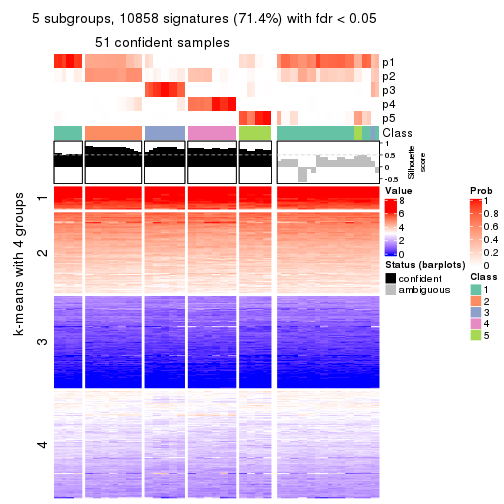 5 subgroups, 10858 signatures (71.4%) with fdr < 0.05
51 confident samples
p1
p2
p3
p4
p5
Class
1
0.5
0
-0.5
Silhouette
score
k-means with 4 groups
1
2
3
4
Value
8
6
4
2
0
Status (barplots)
confident
ambiguous
Prob
1
0.8
0.6
0.4
0.2
0
Class
1
2
3
4
5